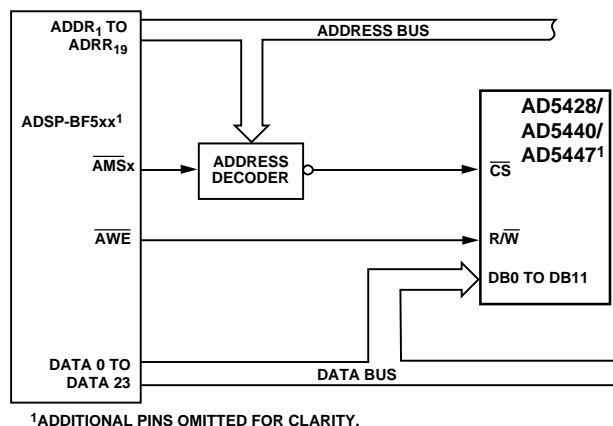 ADDR₁ TO
ADRR₁₉
ADDRESS BUS
ADSP-BF5xx¹
AMSx
ADDRESS
DECODER
AD5428/
AD5440/
AD5447¹
CS
AWE
R/W
DB0 TO DB11
DATA 0 TO
DATA 23
DATA BUS
¹ADDITIONAL PINS OMITTED FOR CLARITY.